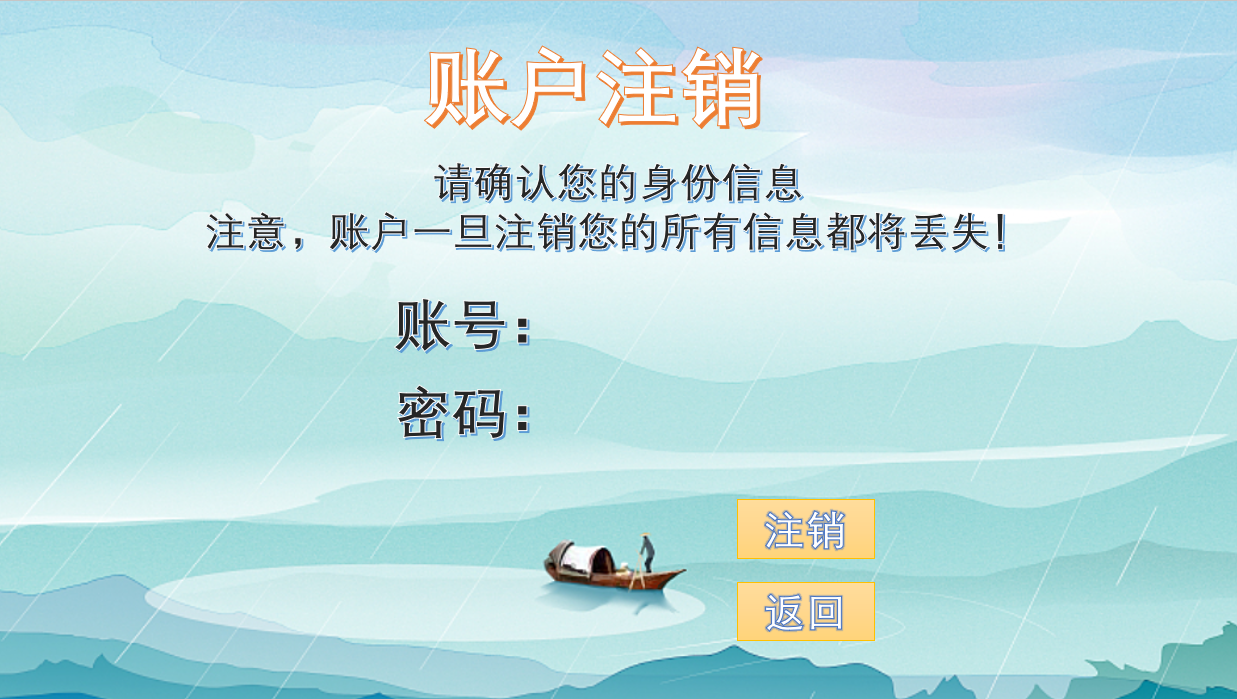 账户注销
请确认您的身份信息
注意，账户一旦注销您的所有信息都将丢失！
账号：
密码：
注销
返回